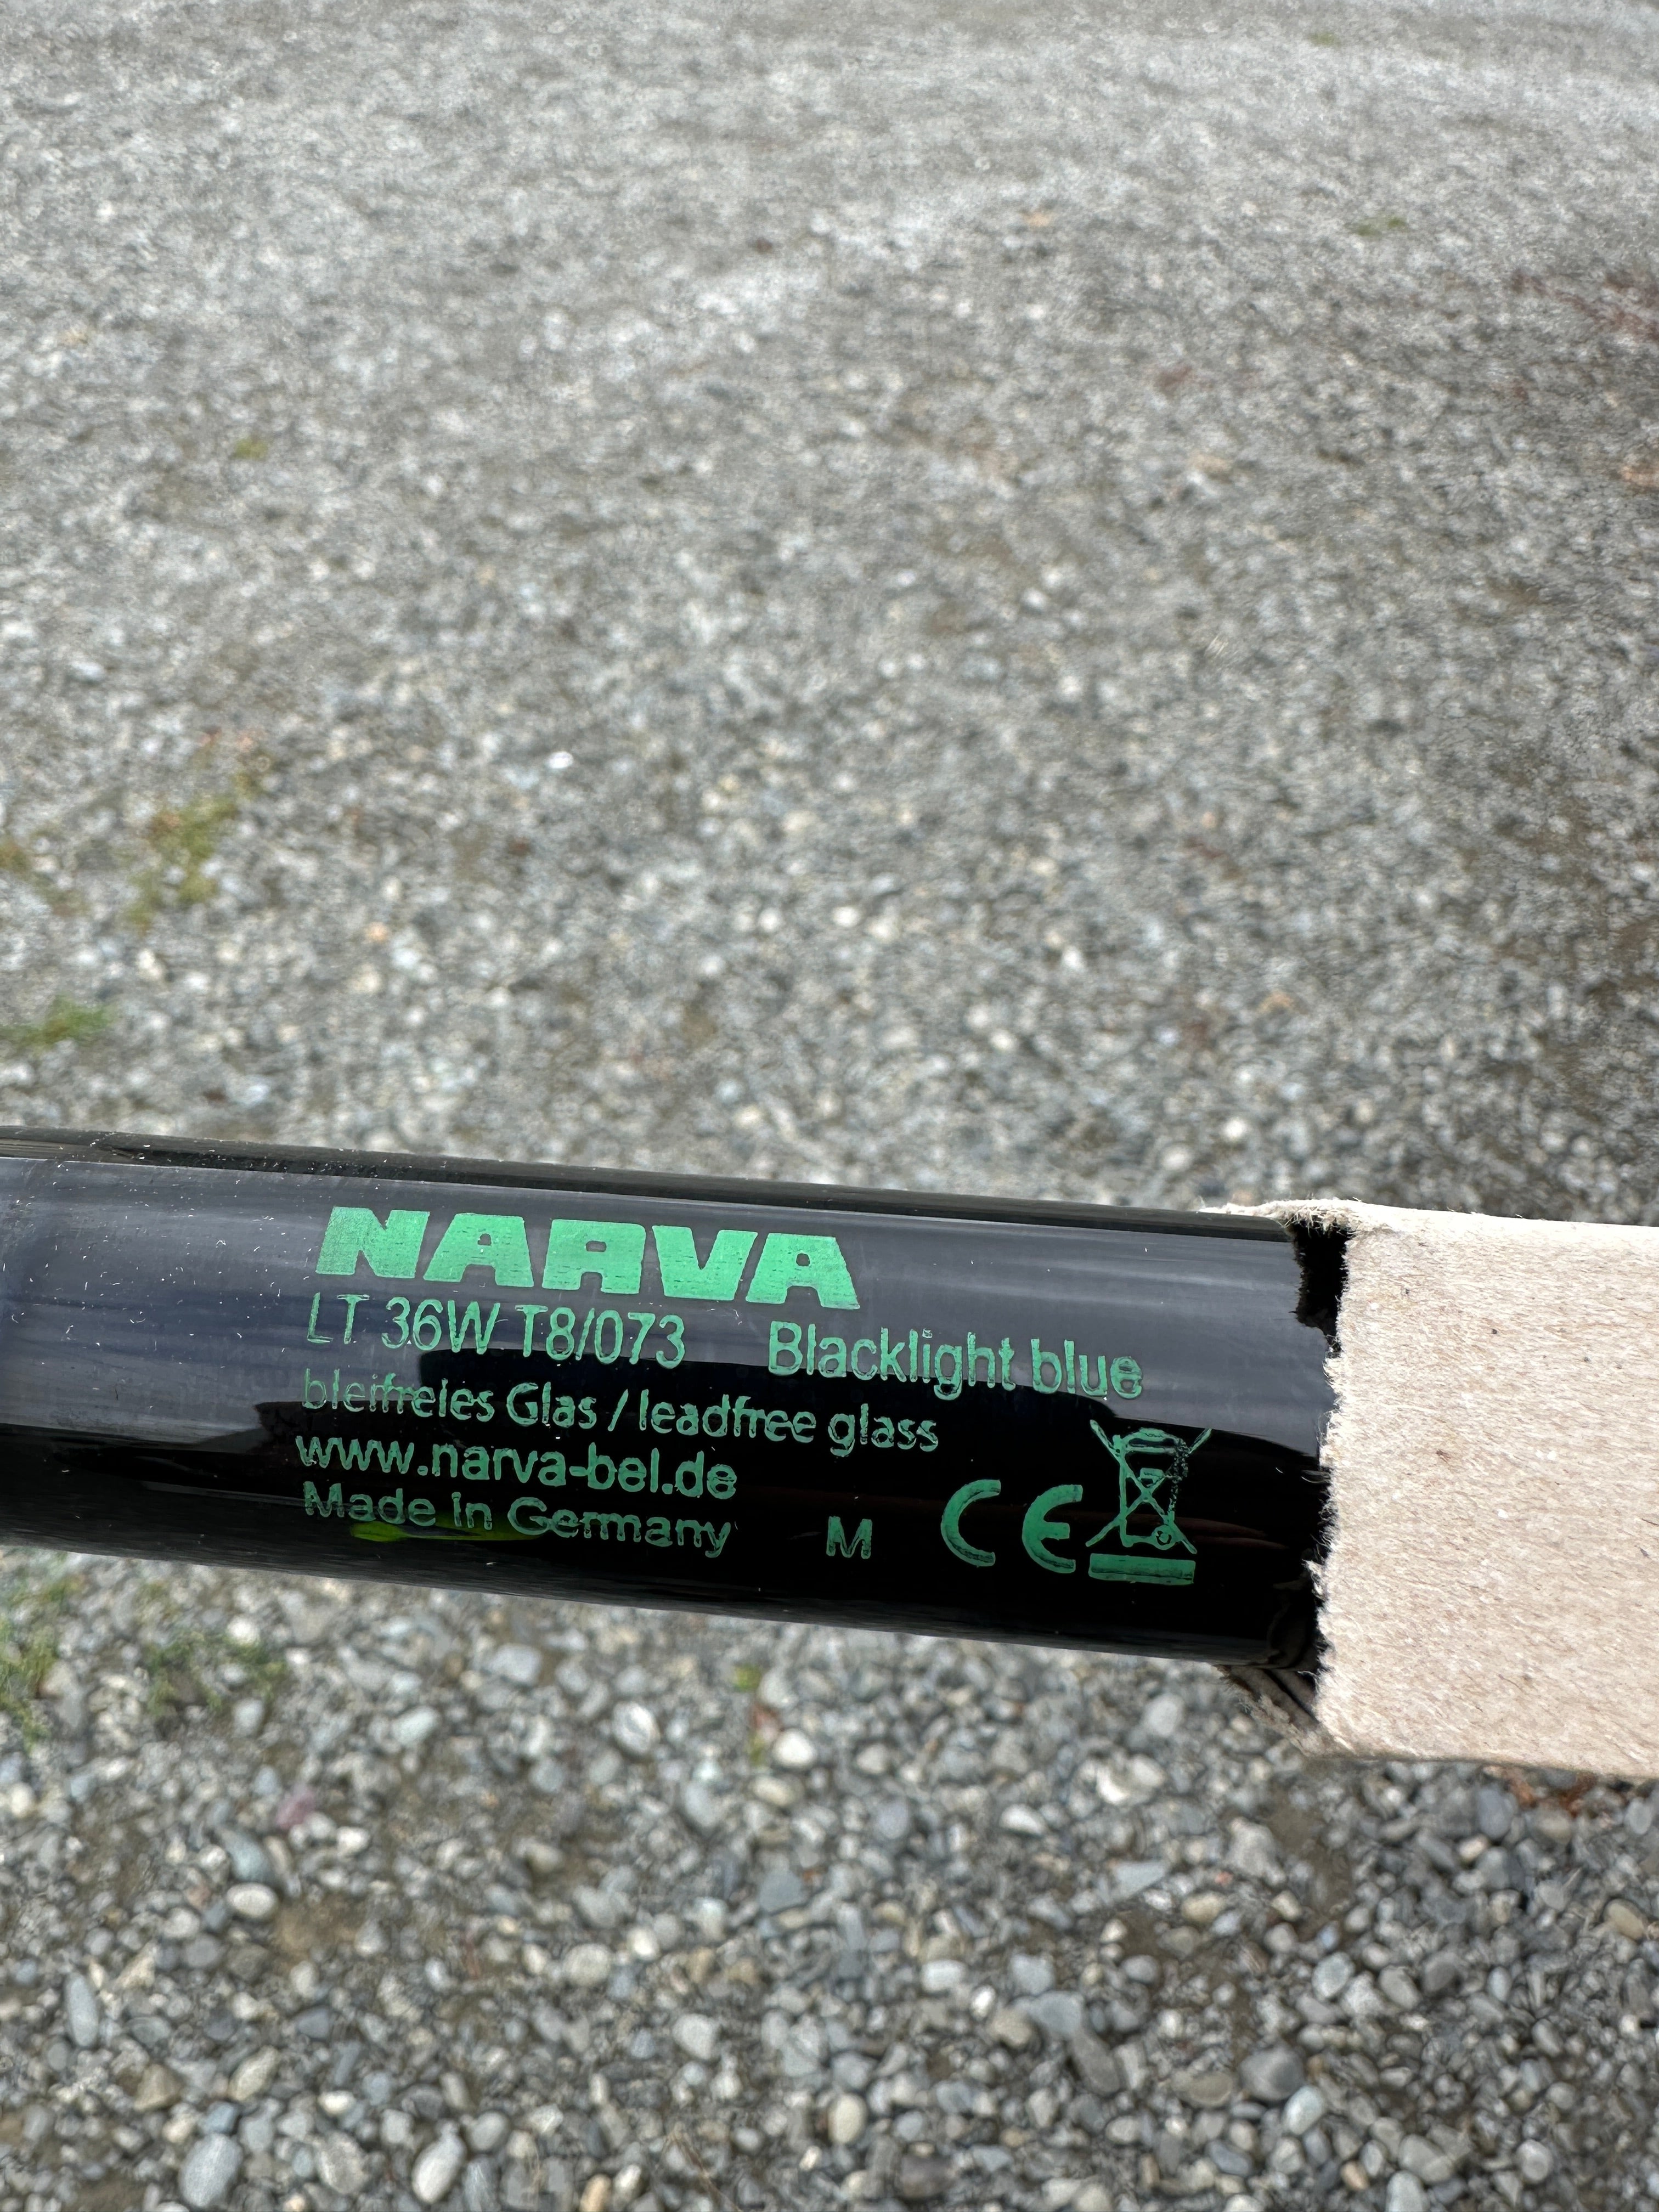 NARVA
LT 36W T8/073 Blacklight blue
bleifreies Glas / leadfree glass
www.narva-bel.de
Made in Germany M CE